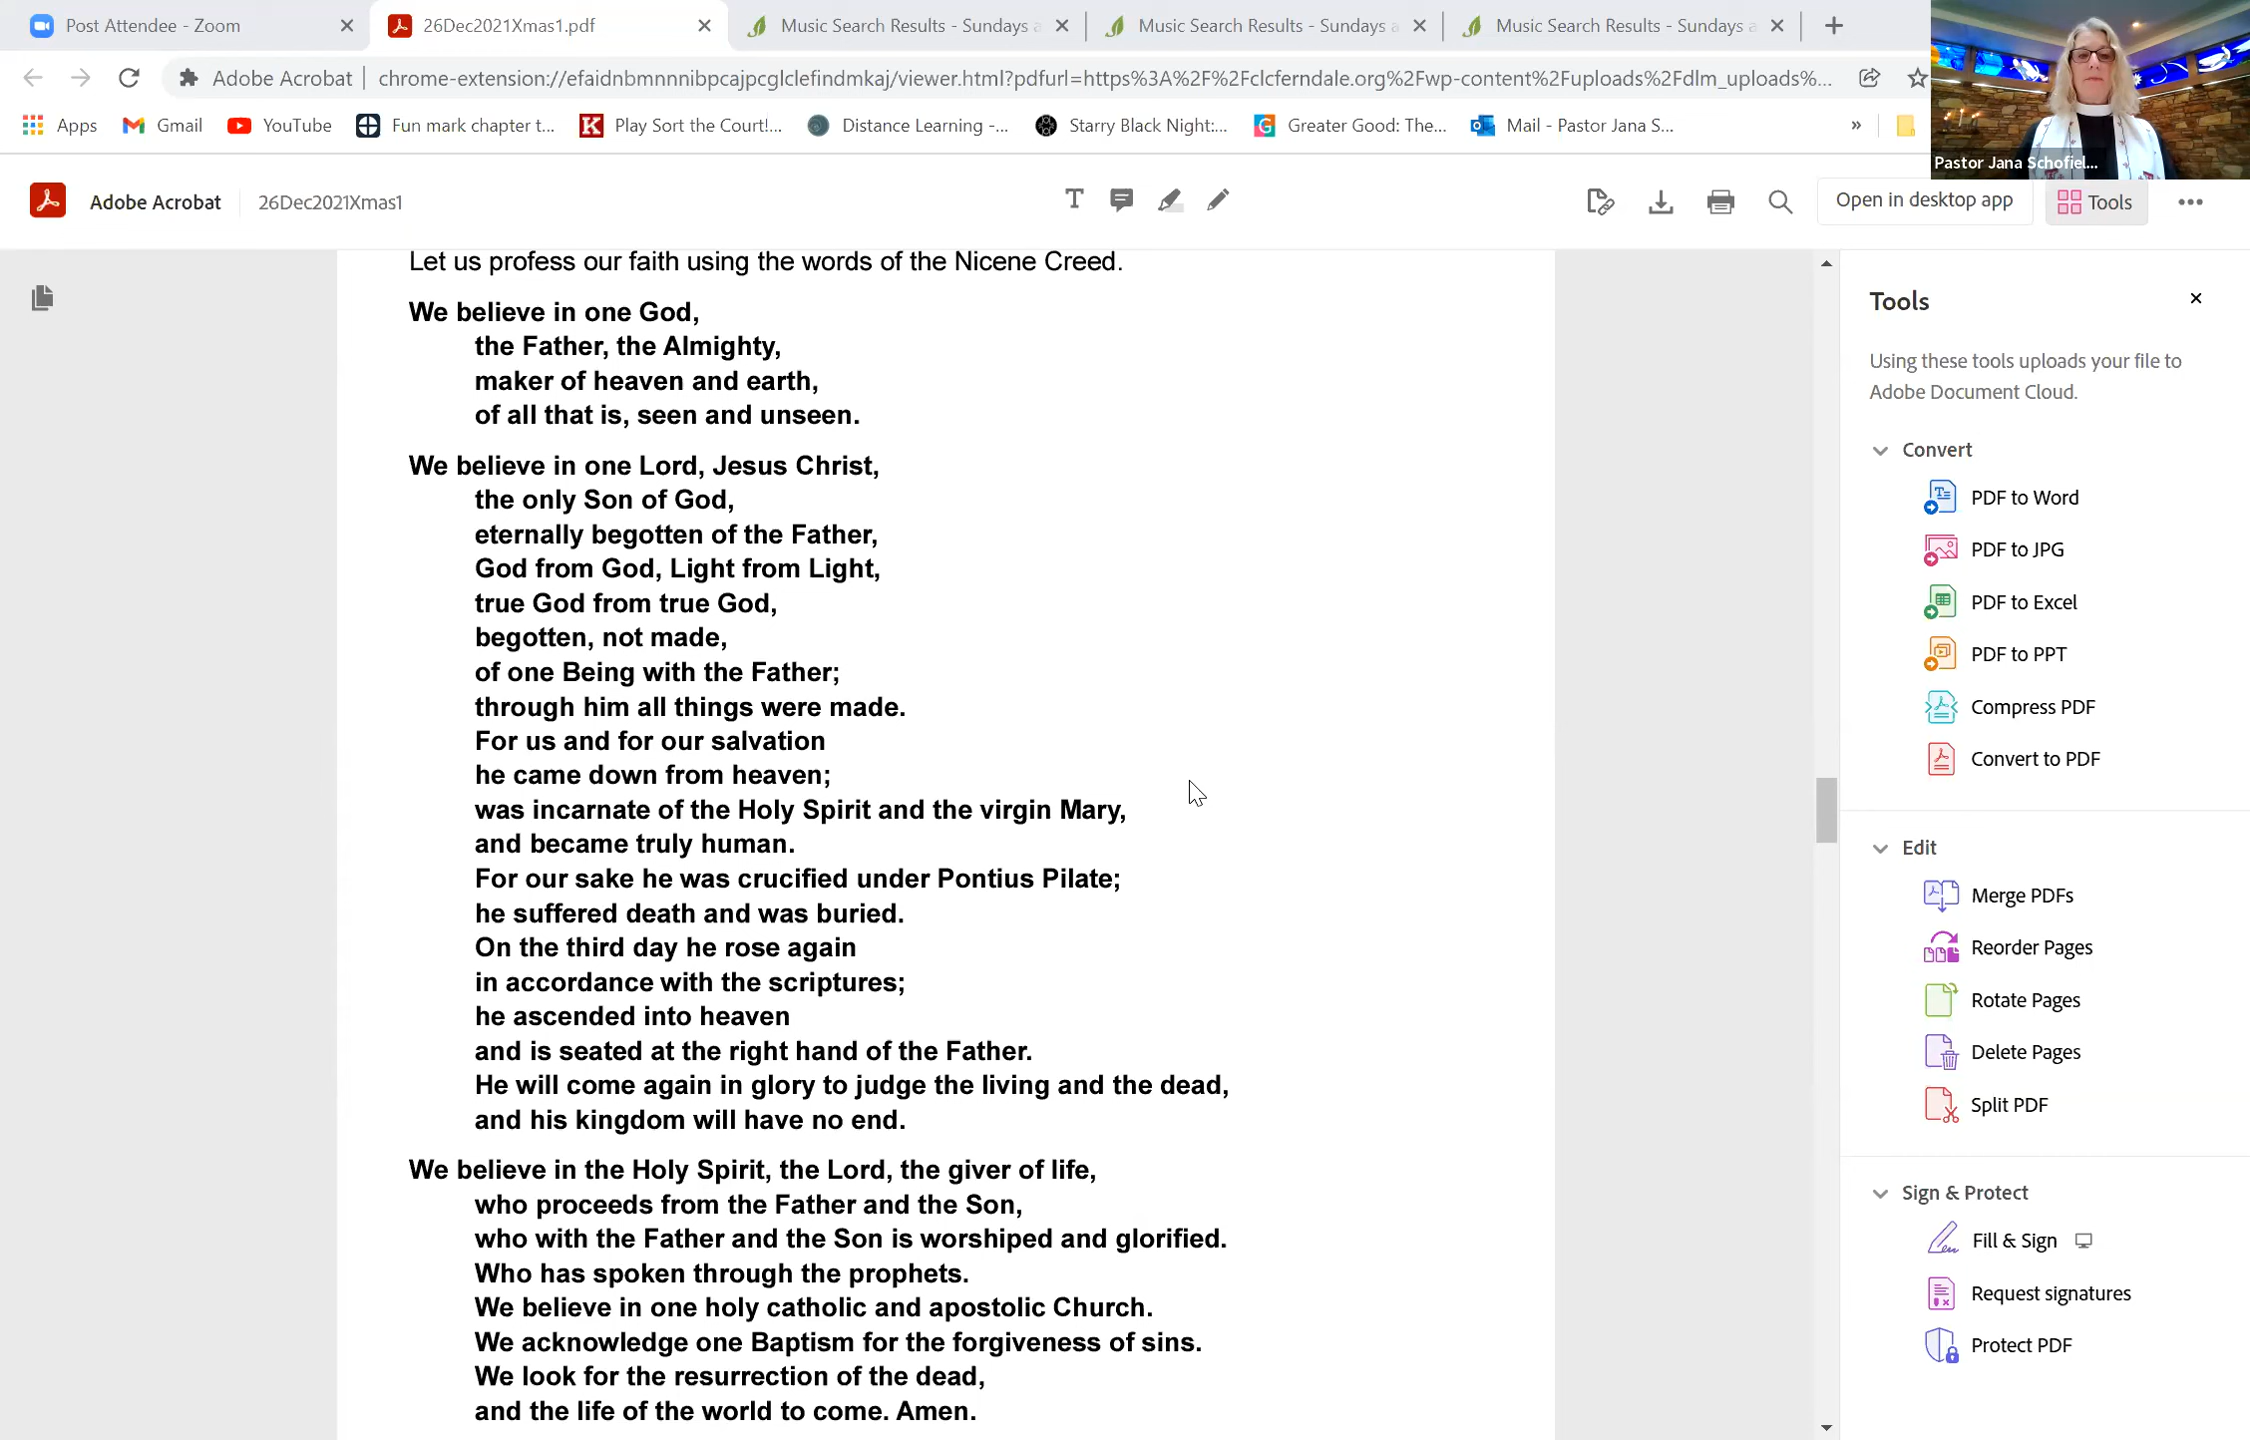 Post Attendee - Zoom
26Dec2021Xmas1.pdf
Music Search Results - Sundays a
Music Search Results - Sundays a
Music Search Results - Sundays a
Adobe Acrobat
chrome-extension://efaidnbmnnnibpcajpcglclefindmkaj/viewer.html?pdfurl=https%3A%2F%2Fclcferndale.org%2Fwp-content%2Fuploads%2Fdlm_uploads%...
Apps
Gmail
YouTube
Fun mark chapter t...
Play Sort the Court!...
Distance Learning -...
Starry Black Night:...
Greater Good: The...
Mail - Pastor Jana S...
»
Pastor Jana Schofiel...
Adobe Acrobat
26Dec2021Xmas1
Open in desktop app
Tools
Let us profess our faith using the words of the Nicene Creed.
We believe in one God,
the Father, the Almighty,
maker of heaven and earth,
of all that is, seen and unseen.
We believe in one Lord, Jesus Christ,
the only Son of God,
eternally begotten of the Father,
God from God, Light from Light,
true God from true God,
begotten, not made,
of one Being with the Father;
through him all things were made.
For us and for our salvation
he came down from heaven;
was incarnate of the Holy Spirit and the virgin Mary,
and became truly human.
For our sake he was crucified under Pontius Pilate;
he suffered death and was buried.
On the third day he rose again
in accordance with the scriptures;
he ascended into heaven
and is seated at the right hand of the Father.
He will come again in glory to judge the living and the dead,
and his kingdom will have no end.
We believe in the Holy Spirit, the Lord, the giver of life,
who proceeds from the Father and the Son,
who with the Father and the Son is worshiped and glorified.
Who has spoken through the prophets.
We believe in one holy catholic and apostolic Church.
We acknowledge one Baptism for the forgiveness of sins.
We look for the resurrection of the dead,
and the life of the world to come. Amen.
Tools
Using these tools uploads your file to
Adobe Document Cloud.
Convert
PDF to Word
PDF to JPG
PDF to Excel
PDF to PPT
Compress PDF
Convert to PDF
Edit
Merge PDFs
Reorder Pages
Rotate Pages
Delete Pages
Split PDF
Sign & Protect
Fill & Sign
Request signatures
Protect PDF